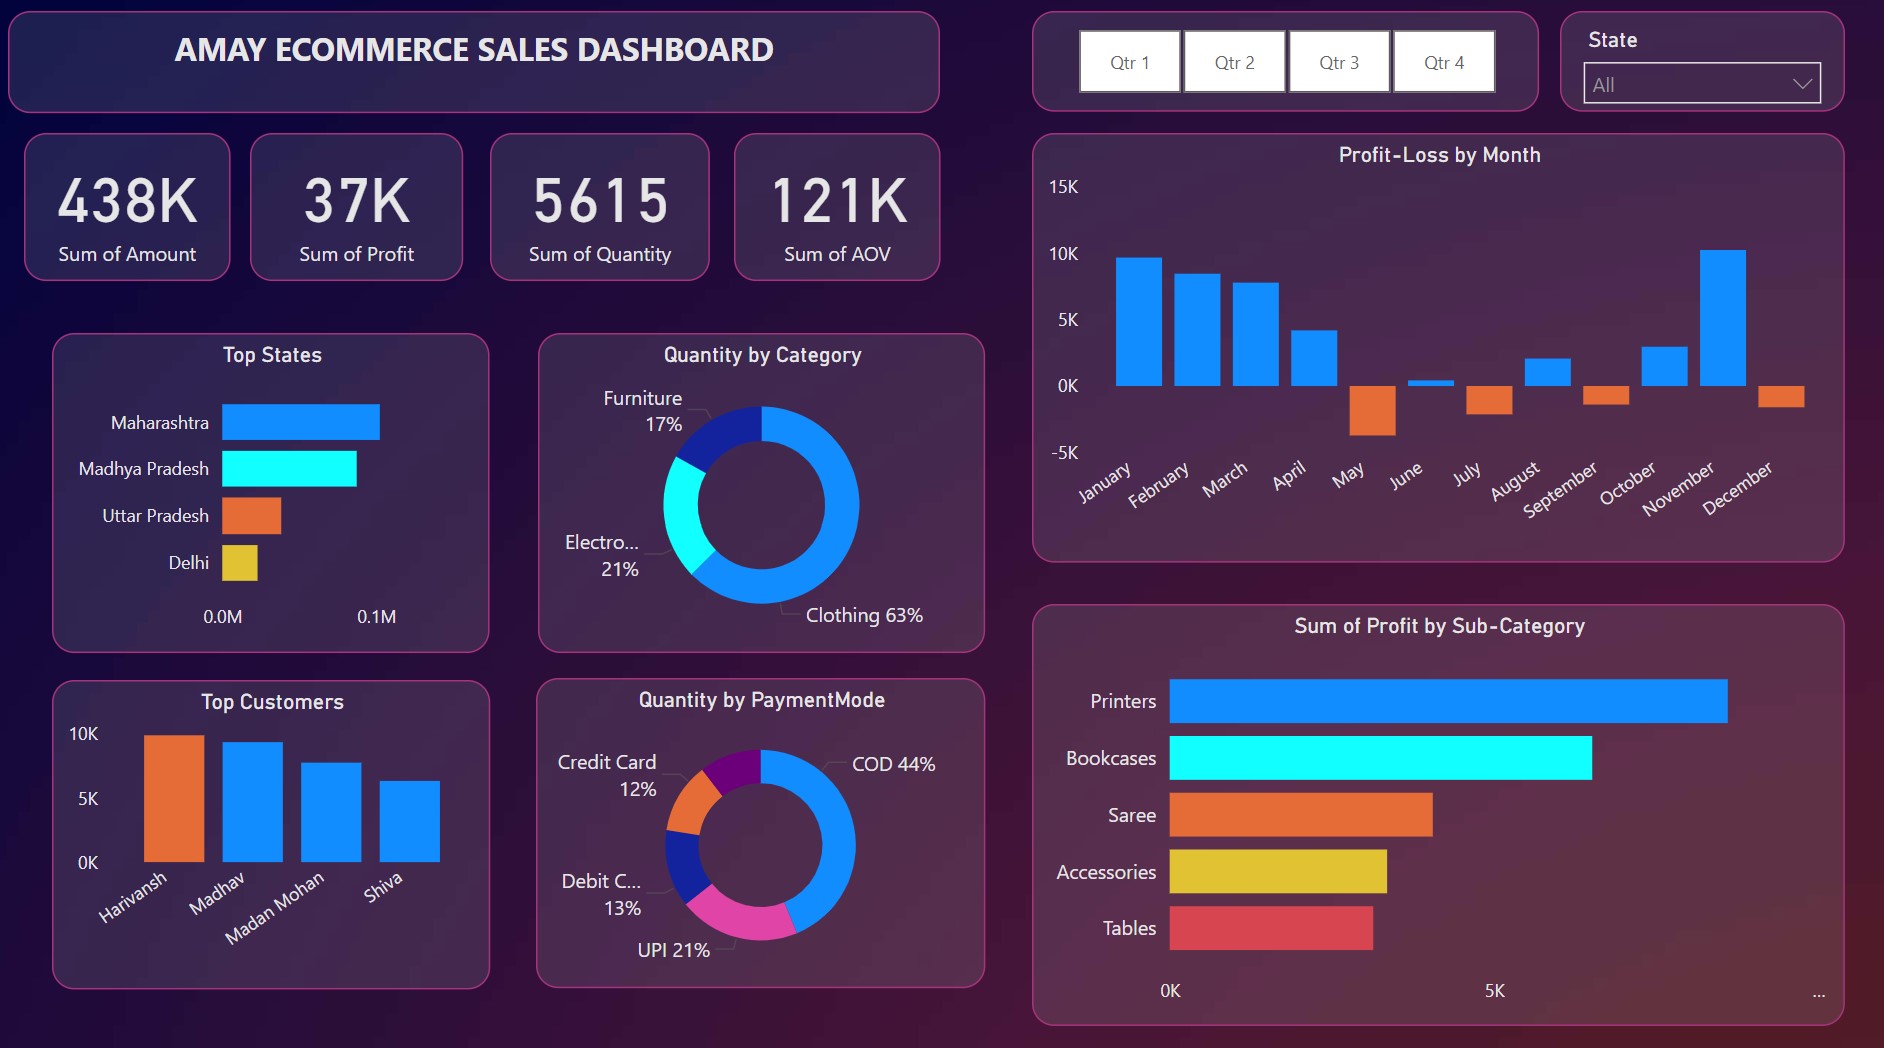 AMAY ECOMMERCE SALES DASHBOARD
Qtr 1
Qtr 2
Qtr 3
Qtr 4
State
All
438K
Sum of Amount
37K
Sum of Profit
5615
Sum of Quantity
121K
Sum of AOV
Profit-Loss by Month
15K
10K
5K
0K
-5K
January
February
March
April
May
June
July
August
September
October
November
December
Top States
Maharashtra
Madhya Pradesh
Uttar Pradesh
Delhi
0.0M
0.1M
Quantity by Category
Furniture
17%
Electro...
21%
Clothing 63%
Top Customers
10K
5K
0K
Harivansh
Madhav
Madan Mohan
Shiva
Quantity by PaymentMode
Credit Card
12%
COD 44%
Debit C...
13%
UPI 21%
Sum of Profit by Sub-Category
Printers
Bookcases
Saree
Accessories
Tables
0K
5K
...